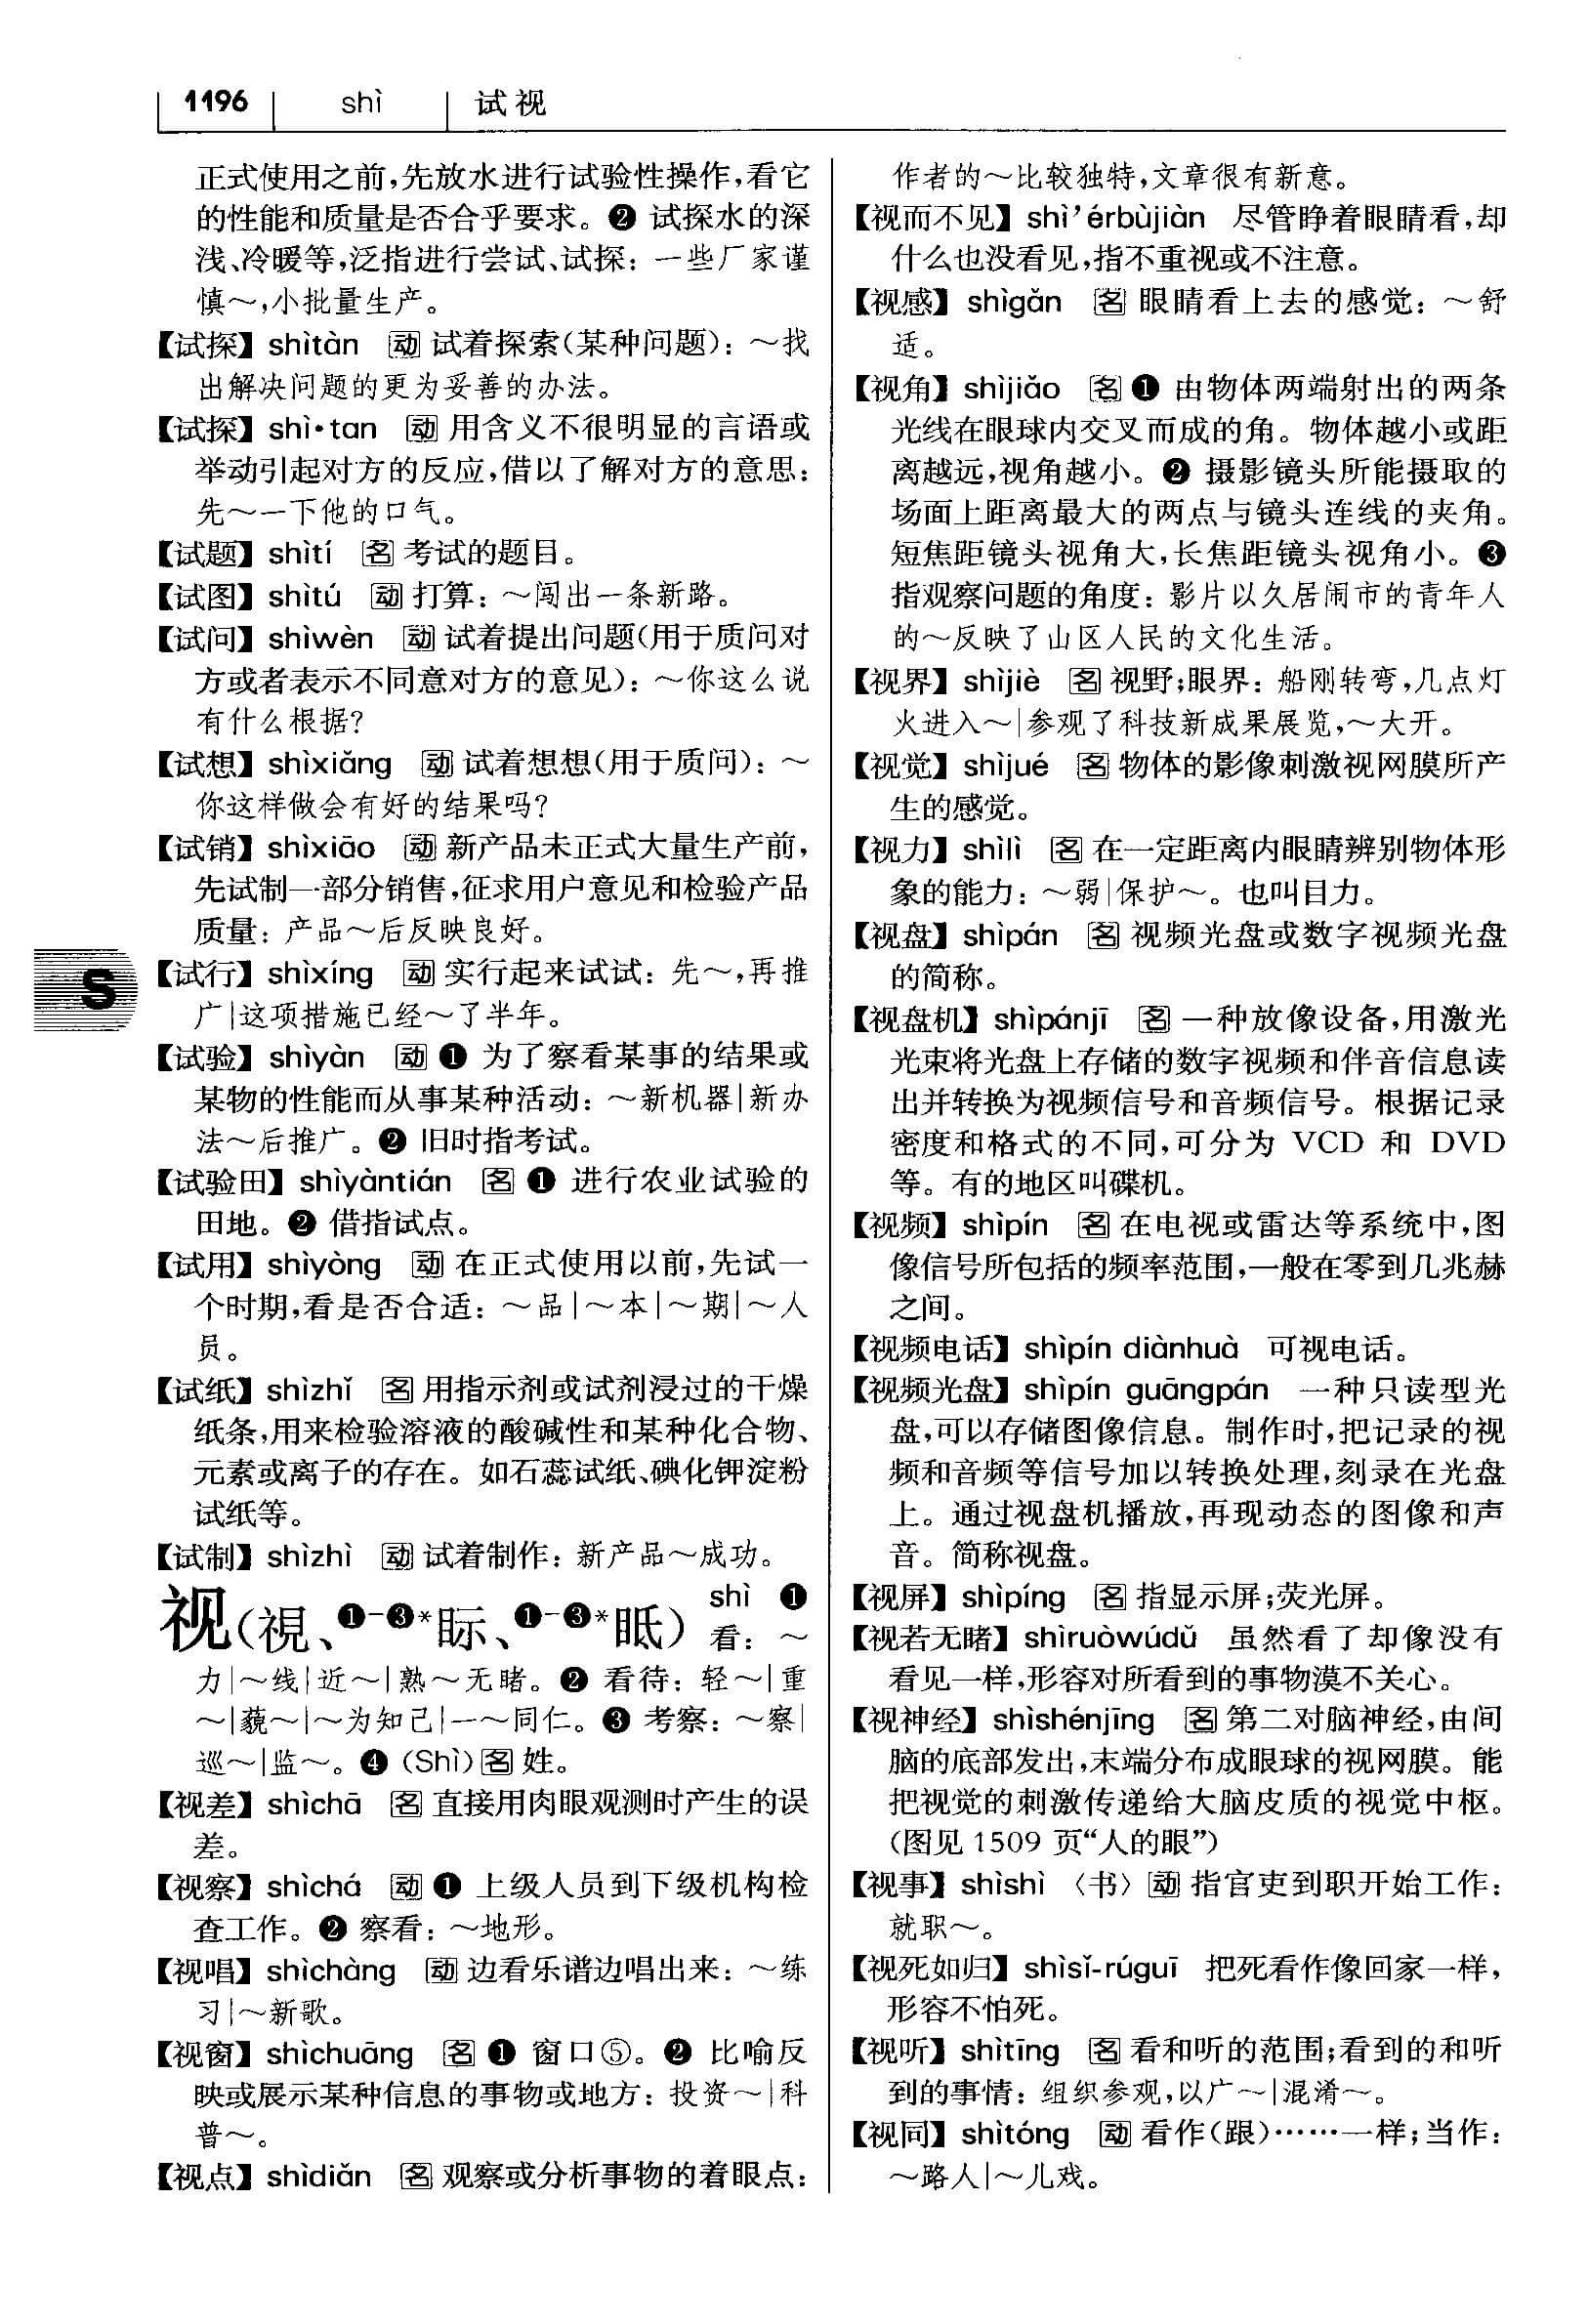 1196 shì 试视
正式使用之前,先放水进行试验性操作,看它
的性能和质量是否合乎要求。❷ 试探水的深
浅、冷暖等,泛指进行尝试、试探:一些厂家谨
慎～,小批量生产。
【试探】shìtàn 动 试着探索(某种问题):～找
出解决问题的更为妥善的办法。
【试探】shì•tan 动 用含义不很明显的言语或
举动引起对方的反应,借以了解对方的意思:
先～一下他的口气。
【试题】shìtí 名 考试的题目。
【试图】shìtú 动 打算:～闯出一条新路。
【试问】shìwèn 动 试着提出问题(用于质问对
方或者表示不同意对方的意见):～你这么说
有什么根据?
【试想】shìxiǎng 动 试着想想(用于质问):～
你这样做会有好的结果吗?
【试销】shìxiāo 动 新产品未正式大量生产前,
先试制一部分销售,征求用户意见和检验产品
质量:产品～后反映良好。
【试行】shìxíng 动 实行起来试试:先～,再推
广|这项措施已经～了半年。
【试验】shìyàn 动 ❶ 为了察看某事的结果或
某物的性能而从事某种活动:～新机器|新办
法～后推广。❷ 旧时指考试。
【试验田】shìyàntián 名 ❶ 进行农业试验的
田地。❷ 借指试点。
【试用】shìyòng 动 在正式使用以前,先试一
个时期,看是否合适:～品|～本|～期|～人
员。
【试纸】shìzhǐ 名 用指示剂或试剂浸过的干燥
纸条,用来检验溶液的酸碱性和某种化合物、
元素或离子的存在。如石蕊试纸、碘化钾淀粉
试纸等。
【试制】shìzhì 动 试着制作:新产品～成功。
视(視、❶-❸*眎、❶-❸*眡) shì ❶
看:～
力|～线|近～|熟～无睹。❷ 看待:轻～|重
～|藐～|～为知己|一～同仁。❸ 考察:～察|
巡～|监～。❹ (Shì) 名 姓。
【视差】shìchā 名 直接用肉眼观测时产生的误
差。
【视察】shìchá 动 ❶ 上级人员到下级机构检
查工作。❷ 察看:～地形。
【视唱】shìchàng 动 边看乐谱边唱出来:～练
习|～新歌。
【视窗】shìchuāng 名 ❶ 窗口⑤。❷ 比喻反
映或展示某种信息的事物或地方:投资～|科
普～。
【视点】shìdiǎn 名 观察或分析事物的着眼点:
作者的～比较独特,文章很有新意。
【视而不见】shì’érbùjiàn 尽管睁着眼睛看,却
什么也没看见,指不重视或不注意。
【视感】shìgǎn 名 眼睛看上去的感觉:～舒
适。
【视角】shìjiǎo 名 ❶ 由物体两端射出的两条
光线在眼球内交叉而成的角。物体越小或距
离越远,视角越小。❷ 摄影镜头所能摄取的
场面上距离最大的两点与镜头连线的夹角。
短焦距镜头视角大,长焦距镜头视角小。❸
指观察问题的角度:影片以久居闹市的青年人
的～反映了山区人民的文化生活。
【视界】shìjiè 名 视野;眼界:船刚转弯,几点灯
火进入～|参观了科技新成果展览,～大开。
【视觉】shìjué 名 物体的影像刺激视网膜所产
生的感觉。
【视力】shìlì 名 在一定距离内眼睛辨别物体形
象的能力:～弱|保护～。也叫目力。
【视盘】shìpán 名 视频光盘或数字视频光盘
的简称。
【视盘机】shìpánjī 名 一种放像设备,用激光
光束将光盘上存储的数字视频和伴音信息读
出并转换为视频信号和音频信号。根据记录
密度和格式的不同,可分为 VCD 和 DVD
等。有的地区叫碟机。
【视频】shìpín 名 在电视或雷达等系统中,图
像信号所包括的频率范围,一般在零到几兆赫
之间。
【视频电话】shìpín diànhuà 可视电话。
【视频光盘】shìpín guāngpán 一种只读型光
盘,可以存储图像信息。制作时,把记录的视
频和音频等信号加以转换处理,刻录在光盘
上。通过视盘机播放,再现动态的图像和声
音。简称视盘。
【视屏】shìpíng 名 指显示屏;荧光屏。
【视若无睹】shìruòwúdǔ 虽然看了却像没有
看见一样,形容对所看到的事物漠不关心。
【视神经】shìshénjīng 名 第二对脑神经,由间
脑的底部发出,末端分布成眼球的视网膜。能
把视觉的刺激传递给大脑皮质的视觉中枢。
(图见 1509 页“人的眼”)
【视事】shìshì 〈书〉动 指官吏到职开始工作:
就职～。
【视死如归】shìsǐ-rúguī 把死看作像回家一样,
形容不怕死。
【视听】shìtīng 名 看和听的范围;看到的和听
到的事情:组织参观,以广～|混淆～。
【视同】shìtóng 动 看作(跟)……一样;当作:
～路人|～儿戏。
S